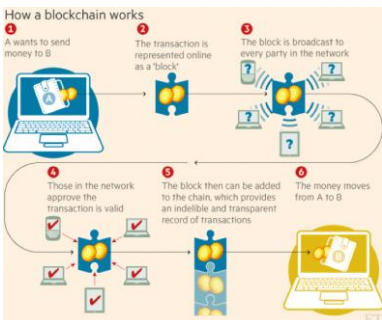 How a blockchain works
1
A wants to send
money to B
2
The transaction is
represented online
as a 'block'
3
The block is broadcast to
every party in the network
?
?
?
?
?
A
4
Those in the network
approve the
transaction is valid
5
The block then can be added
to the chain, which provides
an indelible and transparent
record of transactions
6
The money moves
from A to B
FT